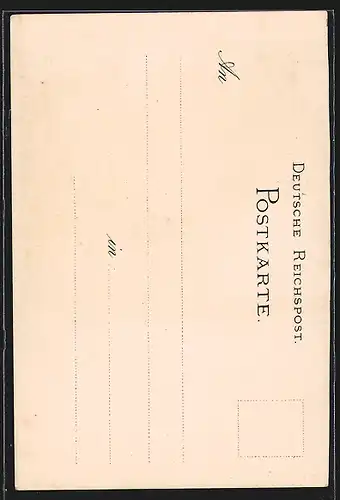 DEUTSCHE REICHSPOST.
POSTKARTE.
An
in